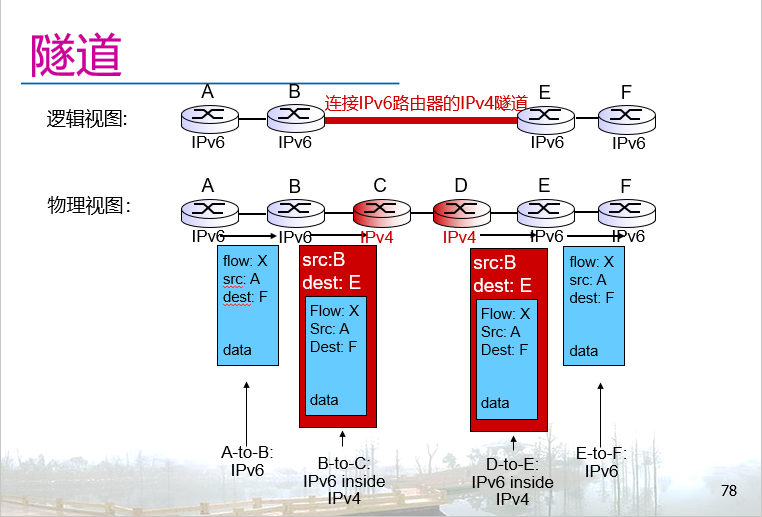 隧道
A
B
连接IPv6路由器的IPv4隧道
E
F
逻辑视图:
IPv6
IPv6
IPv6
IPv6
A
B
C
D
E
F
物理视图:
IPv6
IPv6
IPv4
IPv4
IPv6
IPv6
flow: X
src: A
dest: F
data
src:B
dest: E
Flow: X
Src: A
Dest: F
data
src:B
dest: E
Flow: X
Src: A
Dest: F
data
flow: X
src: A
dest: F
data
A-to-B:
IPv6
B-to-C:
IPv6 inside
IPv4
D-to-E:
IPv6 inside
IPv4
E-to-F:
IPv6
78